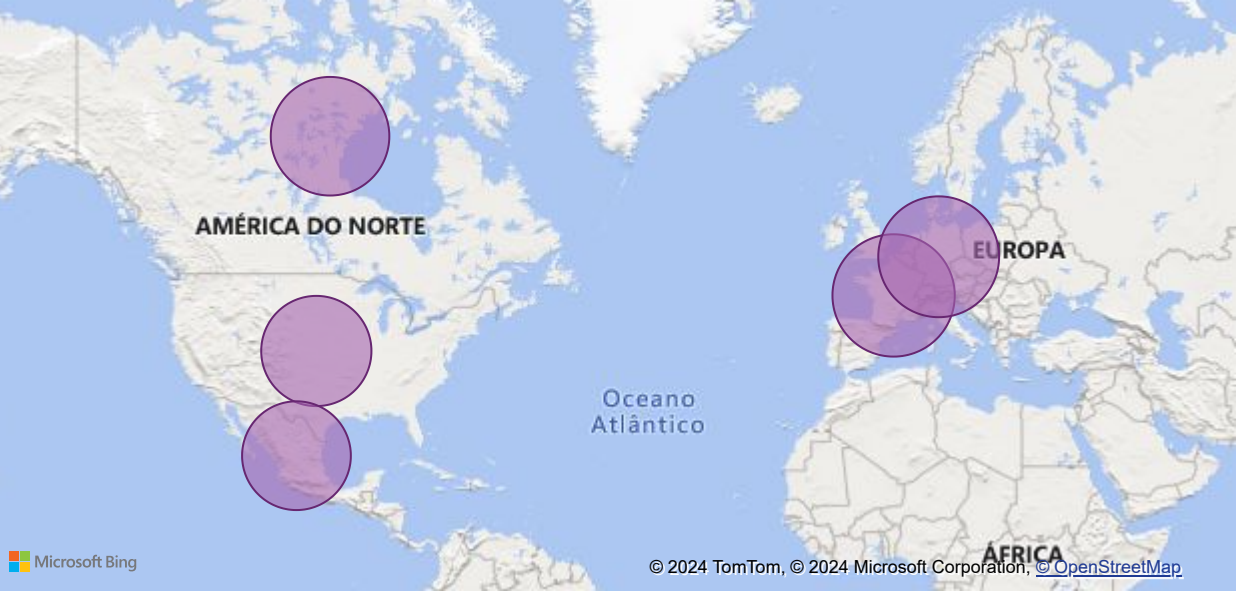 AMÉRICA DO NORTE
EUROPA
Oceano
Atlântico
ÁFRICA
Microsoft Bing
© 2024 TomTom, © 2024 Microsoft Corporation, © OpenStreetMap